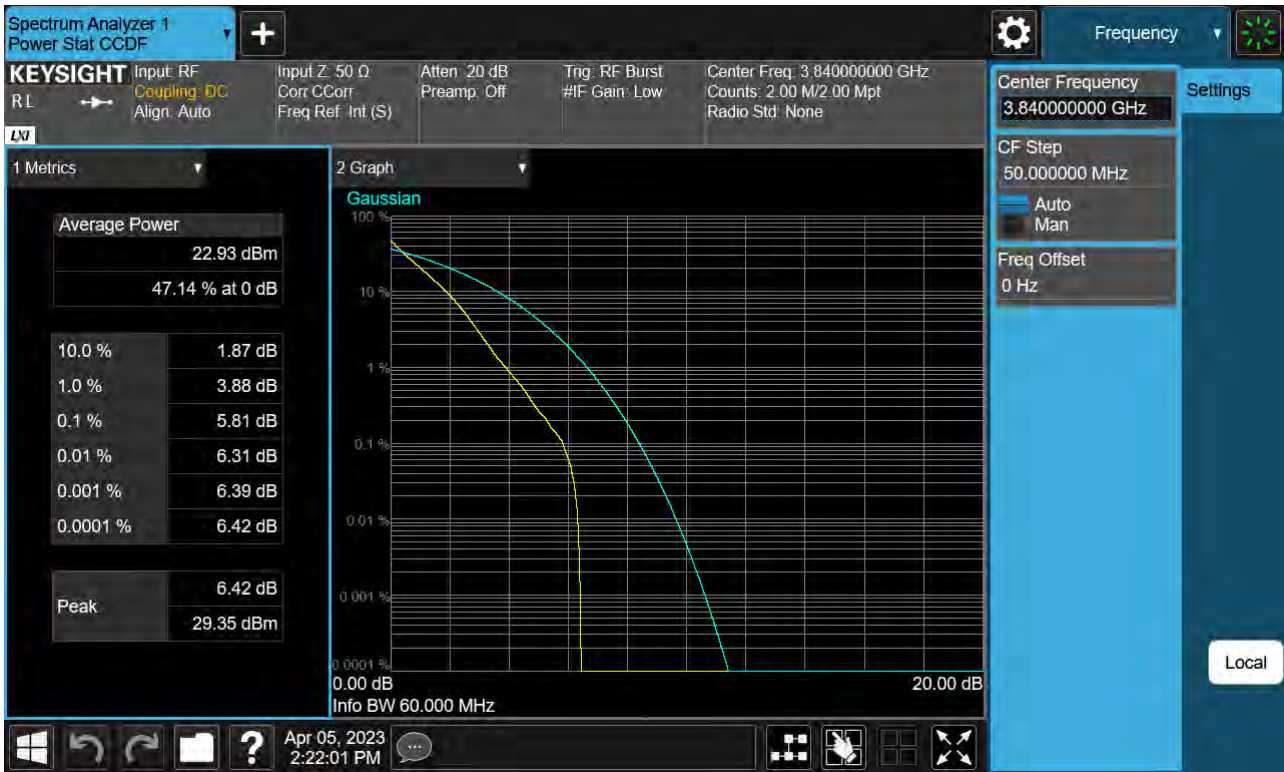 Spectrum Analyzer 1
Power Stat CCDF
+
Frequency
KEYSIGHT
RL
LXI
Input: RF
Coupling: DC
Align: Auto
Input Z: 50 Ω
Corr CCorr
Freq Ref: Int (S)
Atten: 20 dB
Preamp: Off
Trig: RF Burst
#IF Gain: Low
Center Freq: 3.840000000 GHz
Counts: 2.00 M/2.00 Mpt
Radio Std: None
Center Frequency
3.840000000 GHz
Settings
CF Step
50.000000 MHz
Auto
Man
Freq Offset
0 Hz
1 Metrics
Average Power
22.93 dBm
47.14 % at 0 dB
10.0 % 1.87 dB
1.0 % 3.88 dB
0.1 % 5.81 dB
0.01 % 6.31 dB
0.001 % 6.39 dB
0.0001 % 6.42 dB
Peak
6.42 dB
29.35 dBm
2 Graph
Gaussian
100 %
10 %
1 %
0.1 %
0.01 %
0.001 %
0.0001 %
0.00 dB 20.00 dB
Info BW 60.000 MHz
Local
?
Apr 05, 2023
2:22:01 PM